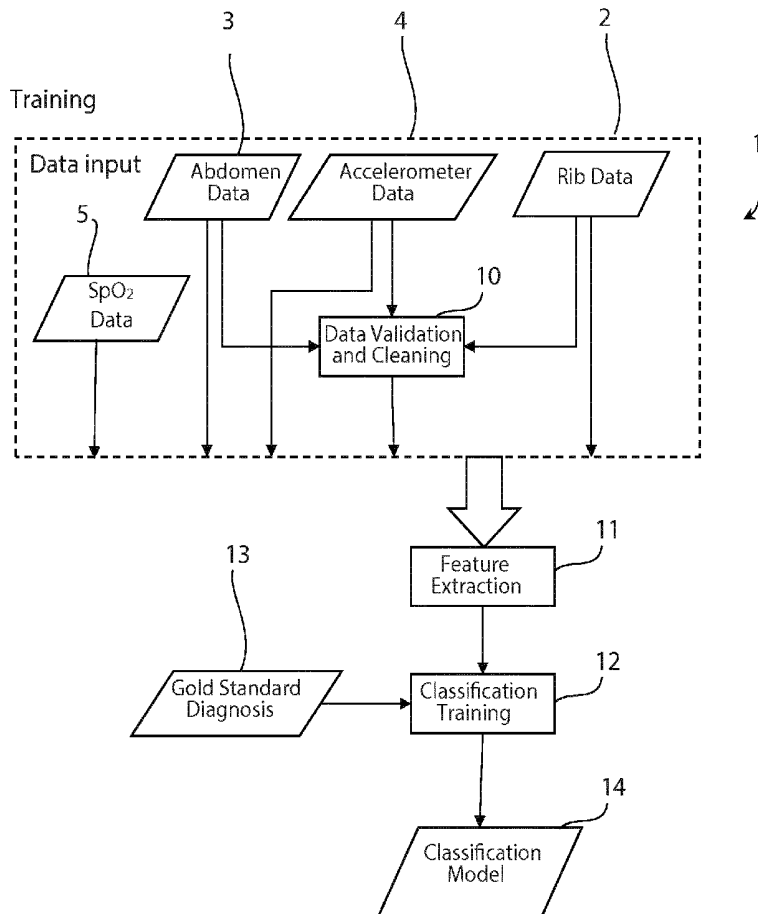 3
4
2
Training
1
Data input
Abdomen
Data
Accelerometer
Data
Rib Data
5
SpO₂
Data
10
Data Validation
and Cleaning
11
Feature
Extraction
13
12
Gold Standard
Diagnosis
Classification
Training
14
Classification
Model